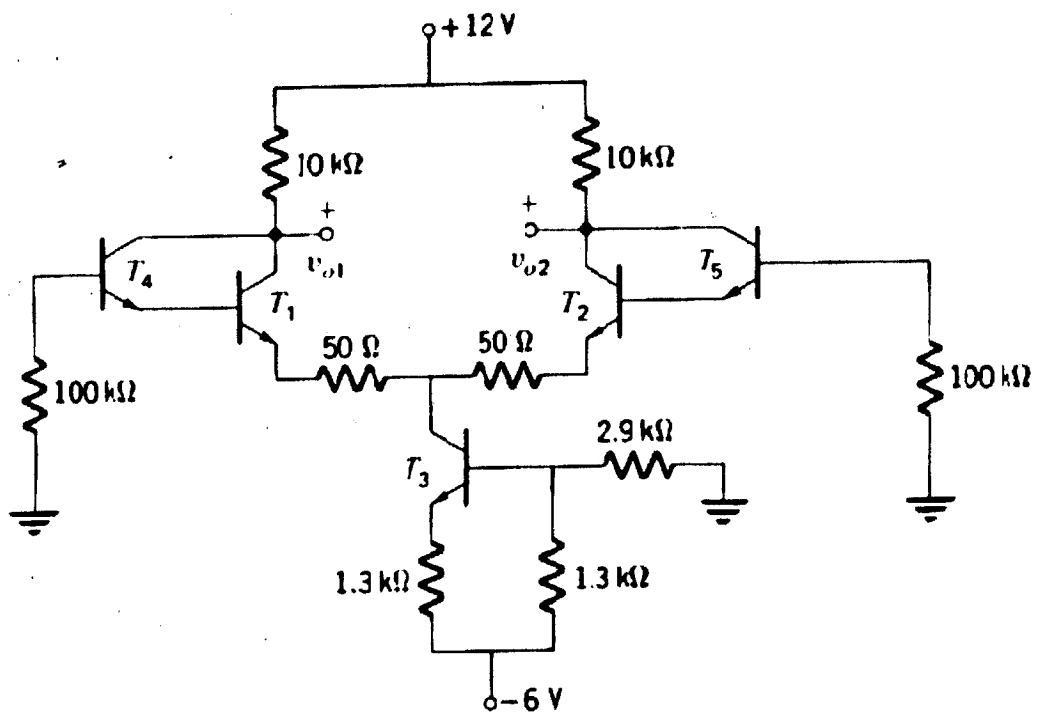 +12 V
10 kΩ
10 kΩ
+
+
v_o1
v_o2
T_4
T_1
T_2
T_5
50 Ω
50 Ω
100 kΩ
100 kΩ
2.9 kΩ
T_3
1.3 kΩ
1.3 kΩ
−6 V